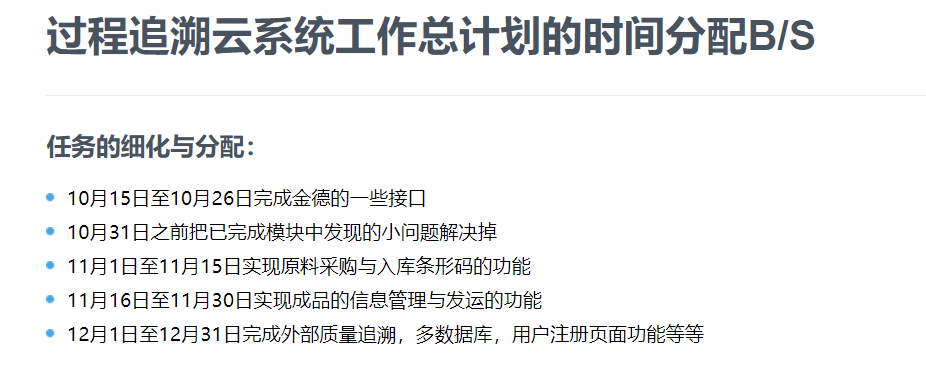 过程追溯云系统工作总计划的时间分配B/S
任务的细化与分配：
10月15日至10月26日完成金德的一些接口
10月31日之前把已完成模块中发现的小问题解决掉
11月1日至11月15日实现原料采购与入库条形码的功能
11月16日至11月30日实现成品的信息管理与发运的功能
12月1日至12月31日完成外部质量追溯，多数据库，用户注册页面功能等等